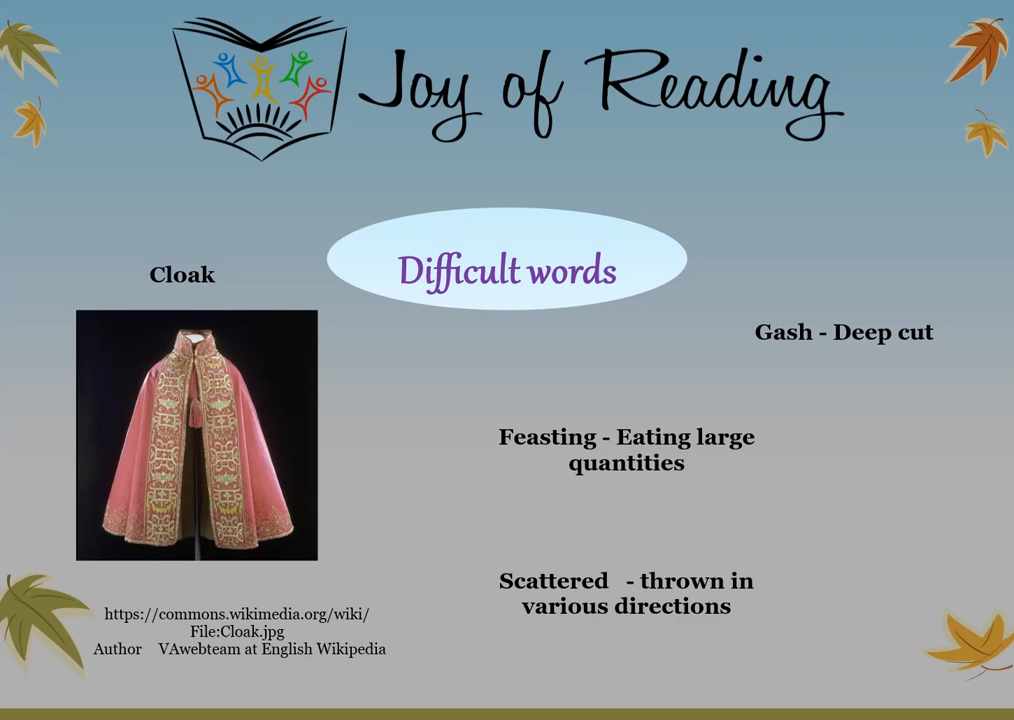 Joy of Reading
Difficult words
Cloak
Gash - Deep cut
Feasting - Eating large
quantities
Scattered - thrown in
various directions
https://commons.wikimedia.org/wiki/
File:Cloak.jpg
Author VAwebteam at English Wikipedia